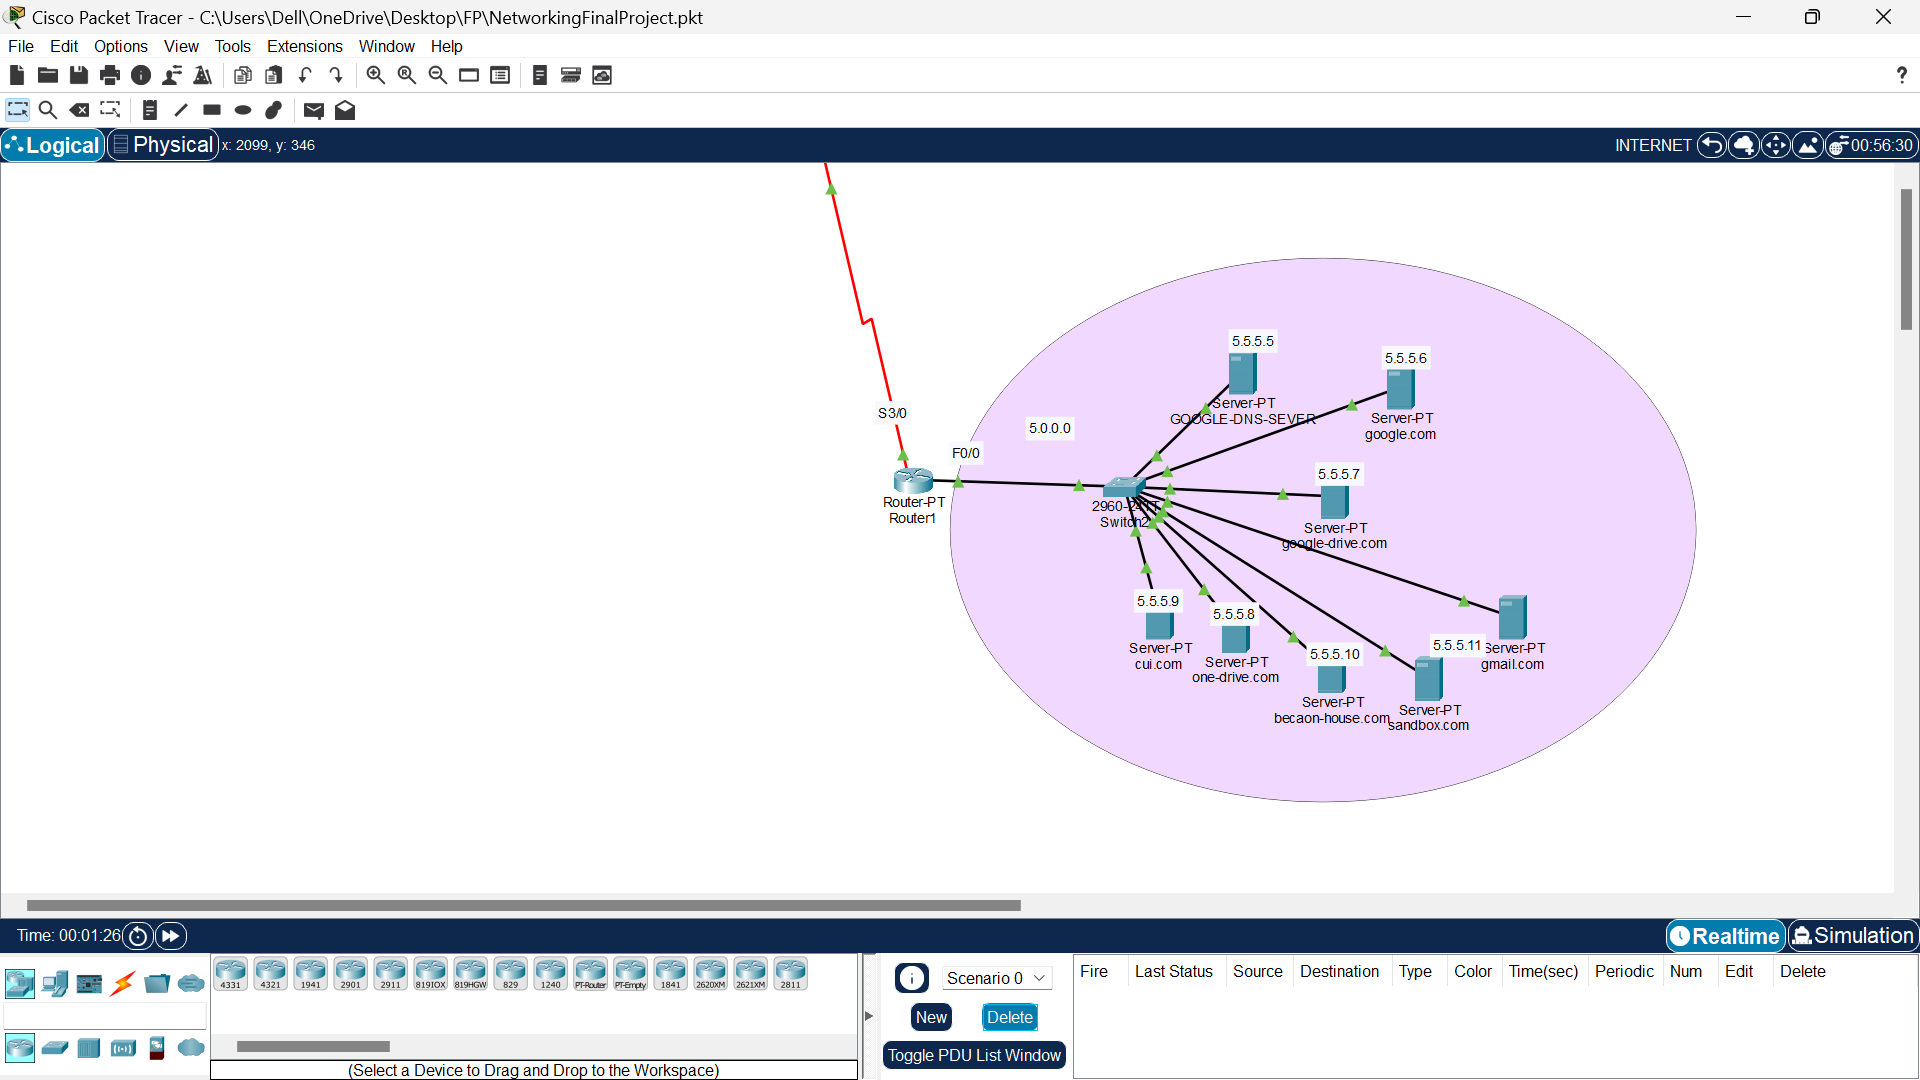 Cisco Packet Tracer - C:\Users\Dell\OneDrive\Desktop\FP\NetworkingFinalProject.pkt
File Edit Options View Tools Extensions Window Help
Logical Physical x: 2099, y: 346 INTERNET 00:56:30
5.5.5.5
Server-PT
GOOGLE-DNS-SEVER
5.5.5.6
Server-PT
google.com
S3/0
5.0.0.0
F0/0
Router-PT
Router1
2960-24TT
Switch2
5.5.5.7
Server-PT
google-drive.com
5.5.5.9
Server-PT
cui.com
5.5.5.8
Server-PT
one-drive.com
5.5.5.10
Server-PT
becaon-house.com
5.5.5.11
Server-PT
sandbox.com
Server-PT
gmail.com
Time: 00:01:26 Realtime Simulation
4331 4321 1941 2901 2911 819IOX 819HGW 829 1240 PT-Router PT-Empty 1841 2620XM 2621XM 2811
(Select a Device to Drag and Drop to the Workspace)
Scenario 0
New Delete
Toggle PDU List Window
Fire Last Status Source Destination Type Color Time(sec) Periodic Num Edit Delete